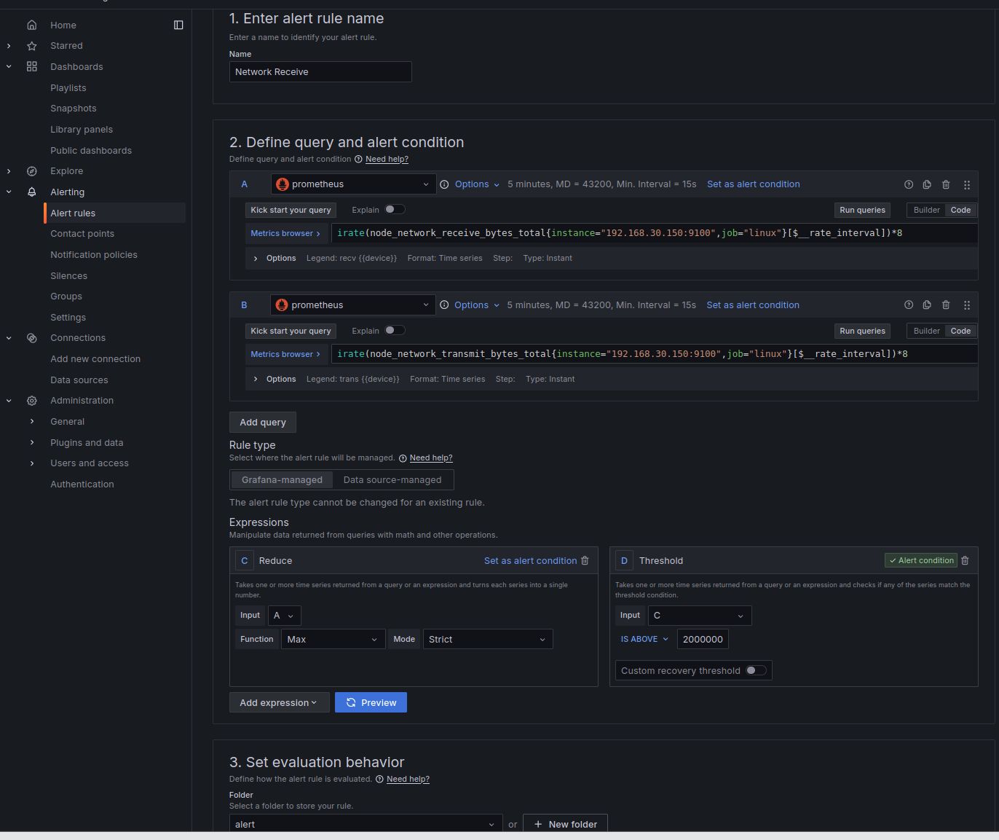 Home
Starred
Dashboards
Playlists
Snapshots
Library panels
Public dashboards
Explore
Alerting
Alert rules
Contact points
Notification policies
Silences
Groups
Settings
Connections
Add new connection
Data sources
Administration
General
Plugins and data
Users and access
Authentication
1. Enter alert rule name
Enter a name to identify your alert rule.
Name
Network Receive
2. Define query and alert condition
Define query and alert condition Need help?
A prometheus Options 5 minutes, MD = 43200, Min. Interval = 15s Set as alert condition
Kick start your query Explain Run queries Builder Code
Metrics browser > irate(node_network_receive_bytes_total{instance="192.168.30.150:9100",job="linux"}[$__rate_interval])*8
> Options Legend: recv {{device}} Format: Time series Step: Type: Instant
B prometheus Options 5 minutes, MD = 43200, Min. Interval = 15s Set as alert condition
Kick start your query Explain Run queries Builder Code
Metrics browser > irate(node_network_transmit_bytes_total{instance="192.168.30.150:9100",job="linux"}[$__rate_interval])*8
> Options Legend: trans {{device}} Format: Time series Step: Type: Instant
Add query
Rule type
Select where the alert rule will be managed. Need help?
Grafana-managed Data source-managed
The alert rule type cannot be changed for an existing rule.
Expressions
Manipulate data returned from queries with math and other operations.
C Reduce Set as alert condition
Takes one or more time series returned from a query or an expression and turns each series into a single
number.
Input A
Function Max Mode Strict
D Threshold Alert condition
Takes one or more time series returned from a query or an expression and checks if any of the series match the
threshold condition.
Input C
IS ABOVE 2000000
Custom recovery threshold
Add expression Preview
3. Set evaluation behavior
Define how the alert rule is evaluated. Need help?
Folder
Select a folder to store your rule.
alert or + New folder